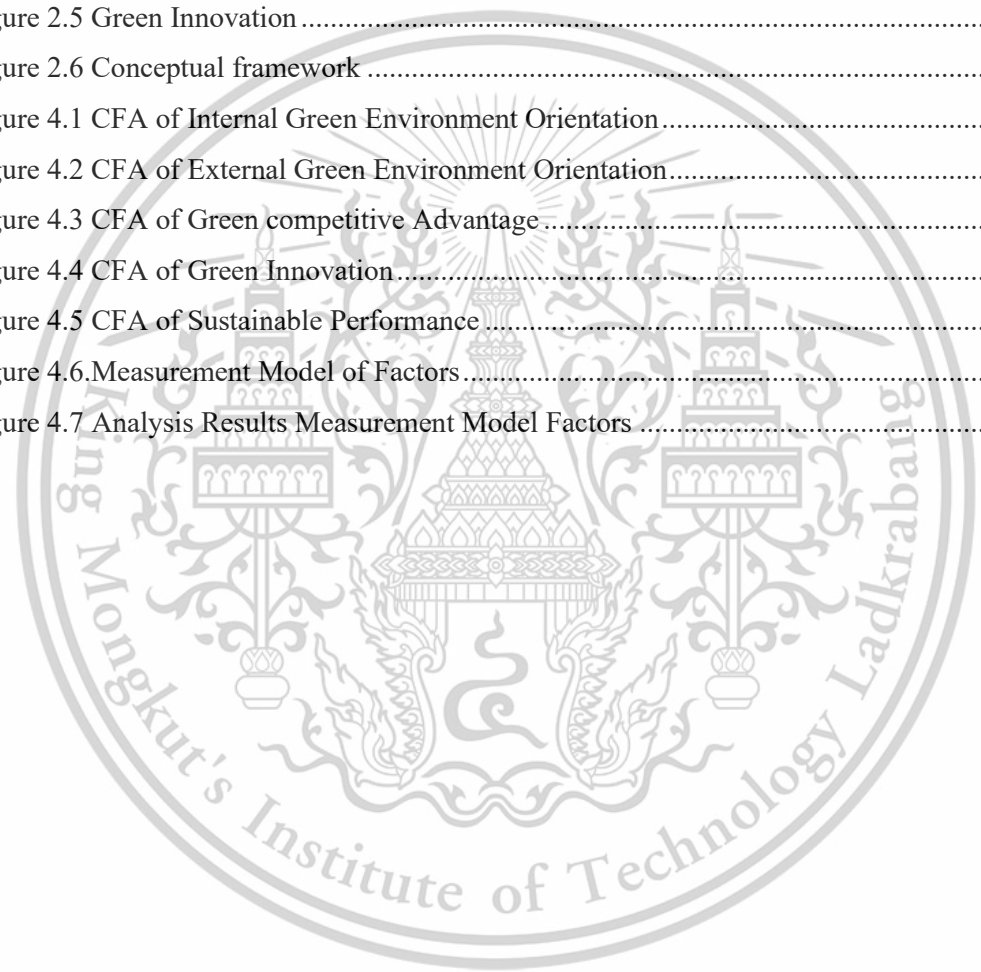 gure 2.5 Green Innovation ........................................................................
gure 2.6 Conceptual framework ........................................................................
gure 4.1 CFA of Internal Green Environment Orientation ........................................
gure 4.2 CFA of External Green Environment Orientation ........................................
gure 4.3 CFA of Green competitive Advantage ........................................................
gure 4.4 CFA of Green Innovation ........................................................................
gure 4.5 CFA of Sustainable Performance ............................................................
gure 4.6.Measurement Model of Factors ................................................................
gure 4.7 Analysis Results Measurement Model Factors ............................................
King Mongkut's Institute of Technology Ladkrabang